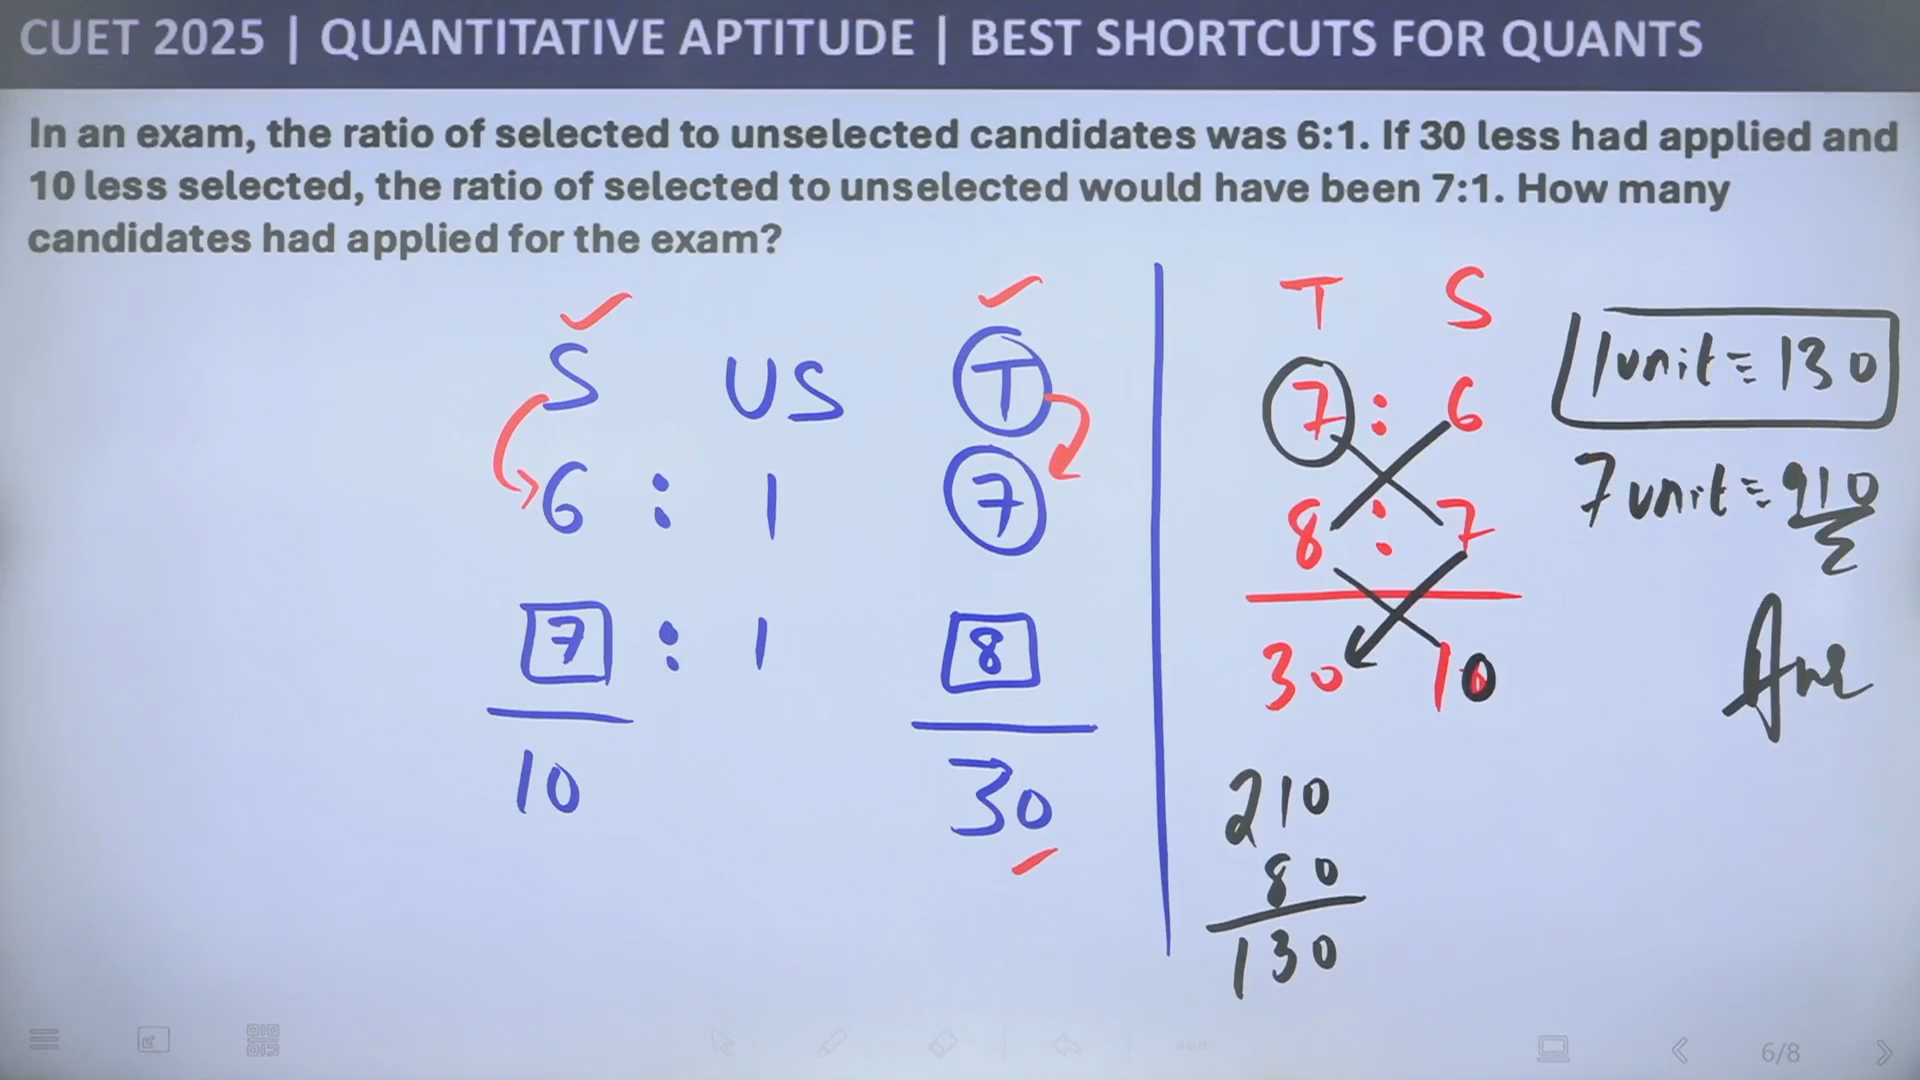 CUET 2025 | QUANTITATIVE APTITUDE | BEST SHORTCUTS FOR QUANTS
In an exam, the ratio of selected to unselected candidates was 6:1. If 30 less had applied and
10 less selected, the ratio of selected to unselected would have been 7:1. How many
candidates had applied for the exam?
S US T
6 : 1 7
7 : 1 8
10 30
T S
7 : 6
8 : 7
30 10
210
80
130
1 unit = 130
7 unit = 910
Ans
6/8